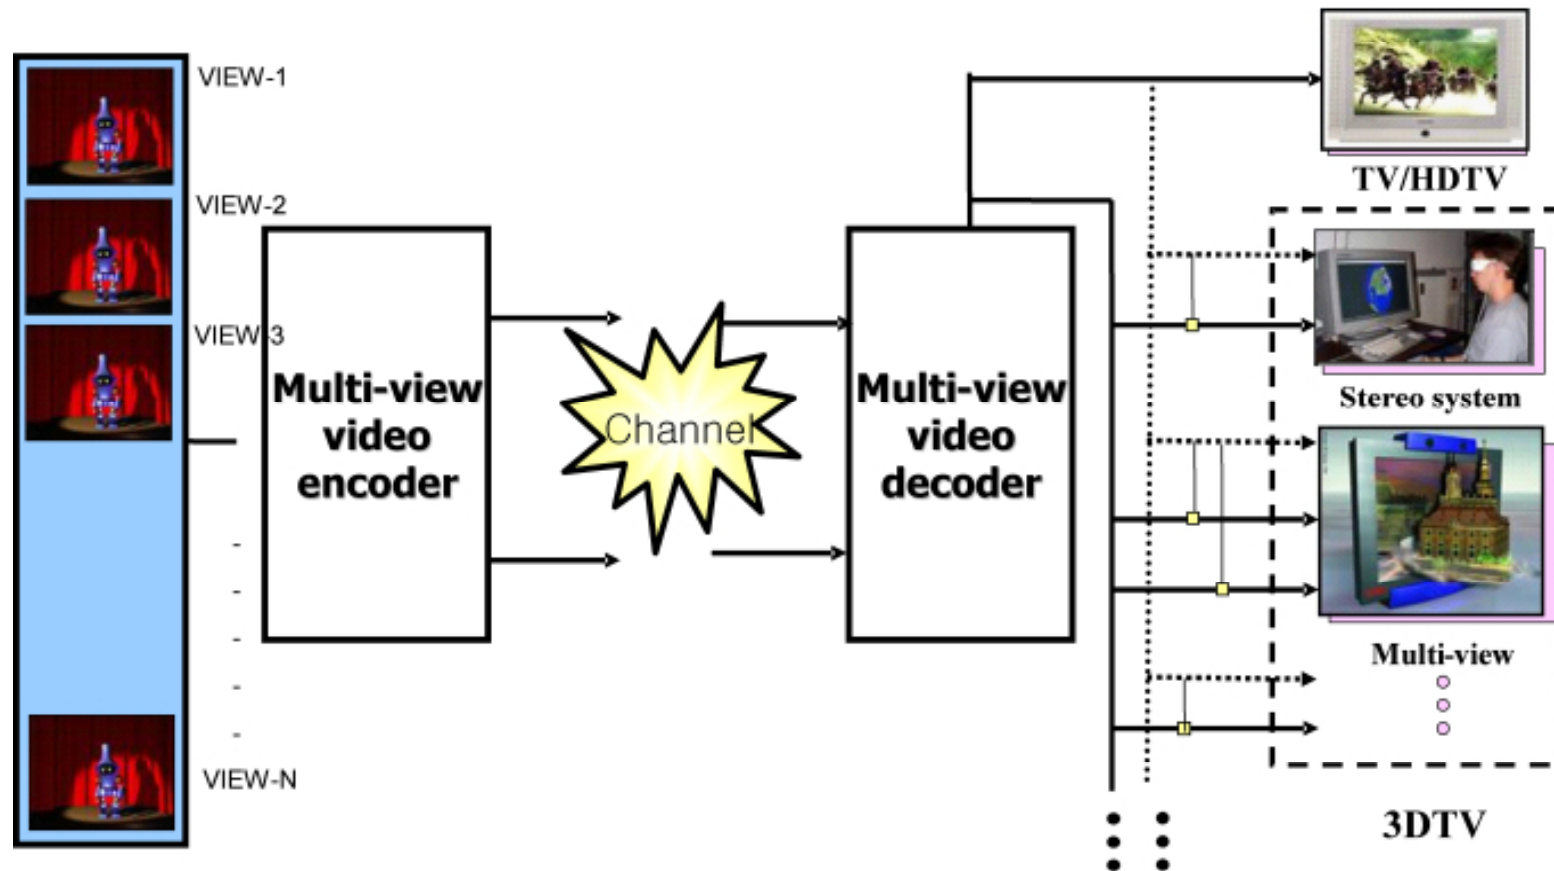 VIEW-1
VIEW-2
VIEW-3
VIEW-N
Multi-view
video
encoder
Channel
Multi-view
video
decoder
TV/HDTV
Stereo system
Multi-view
3DTV